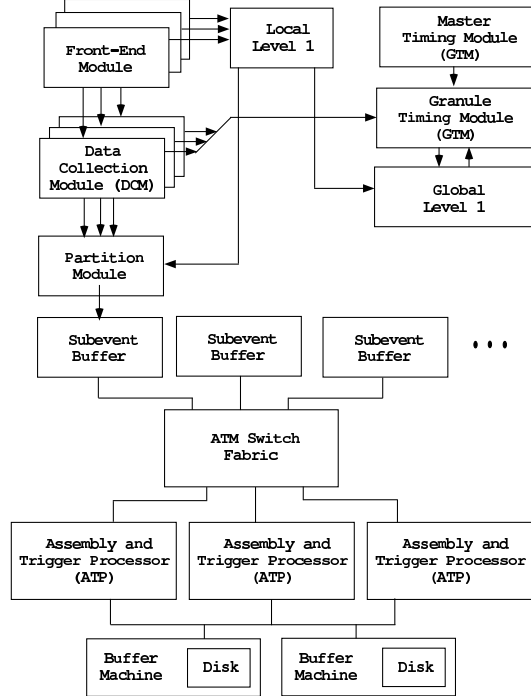 Front-End
Module
Local
Level 1
Master
Timing Module
(GTM)
Granule
Timing Module
(GTM)
Data
Collection
Module (DCM)
Global
Level 1
Partition
Module
Subevent
Buffer
Subevent
Buffer
Subevent
Buffer
ATM Switch
Fabric
Assembly and
Trigger Processor
(ATP)
Assembly and
Trigger Processor
(ATP)
Assembly and
Trigger Processor
(ATP)
Buffer
Machine
Disk
Buffer
Machine
Disk